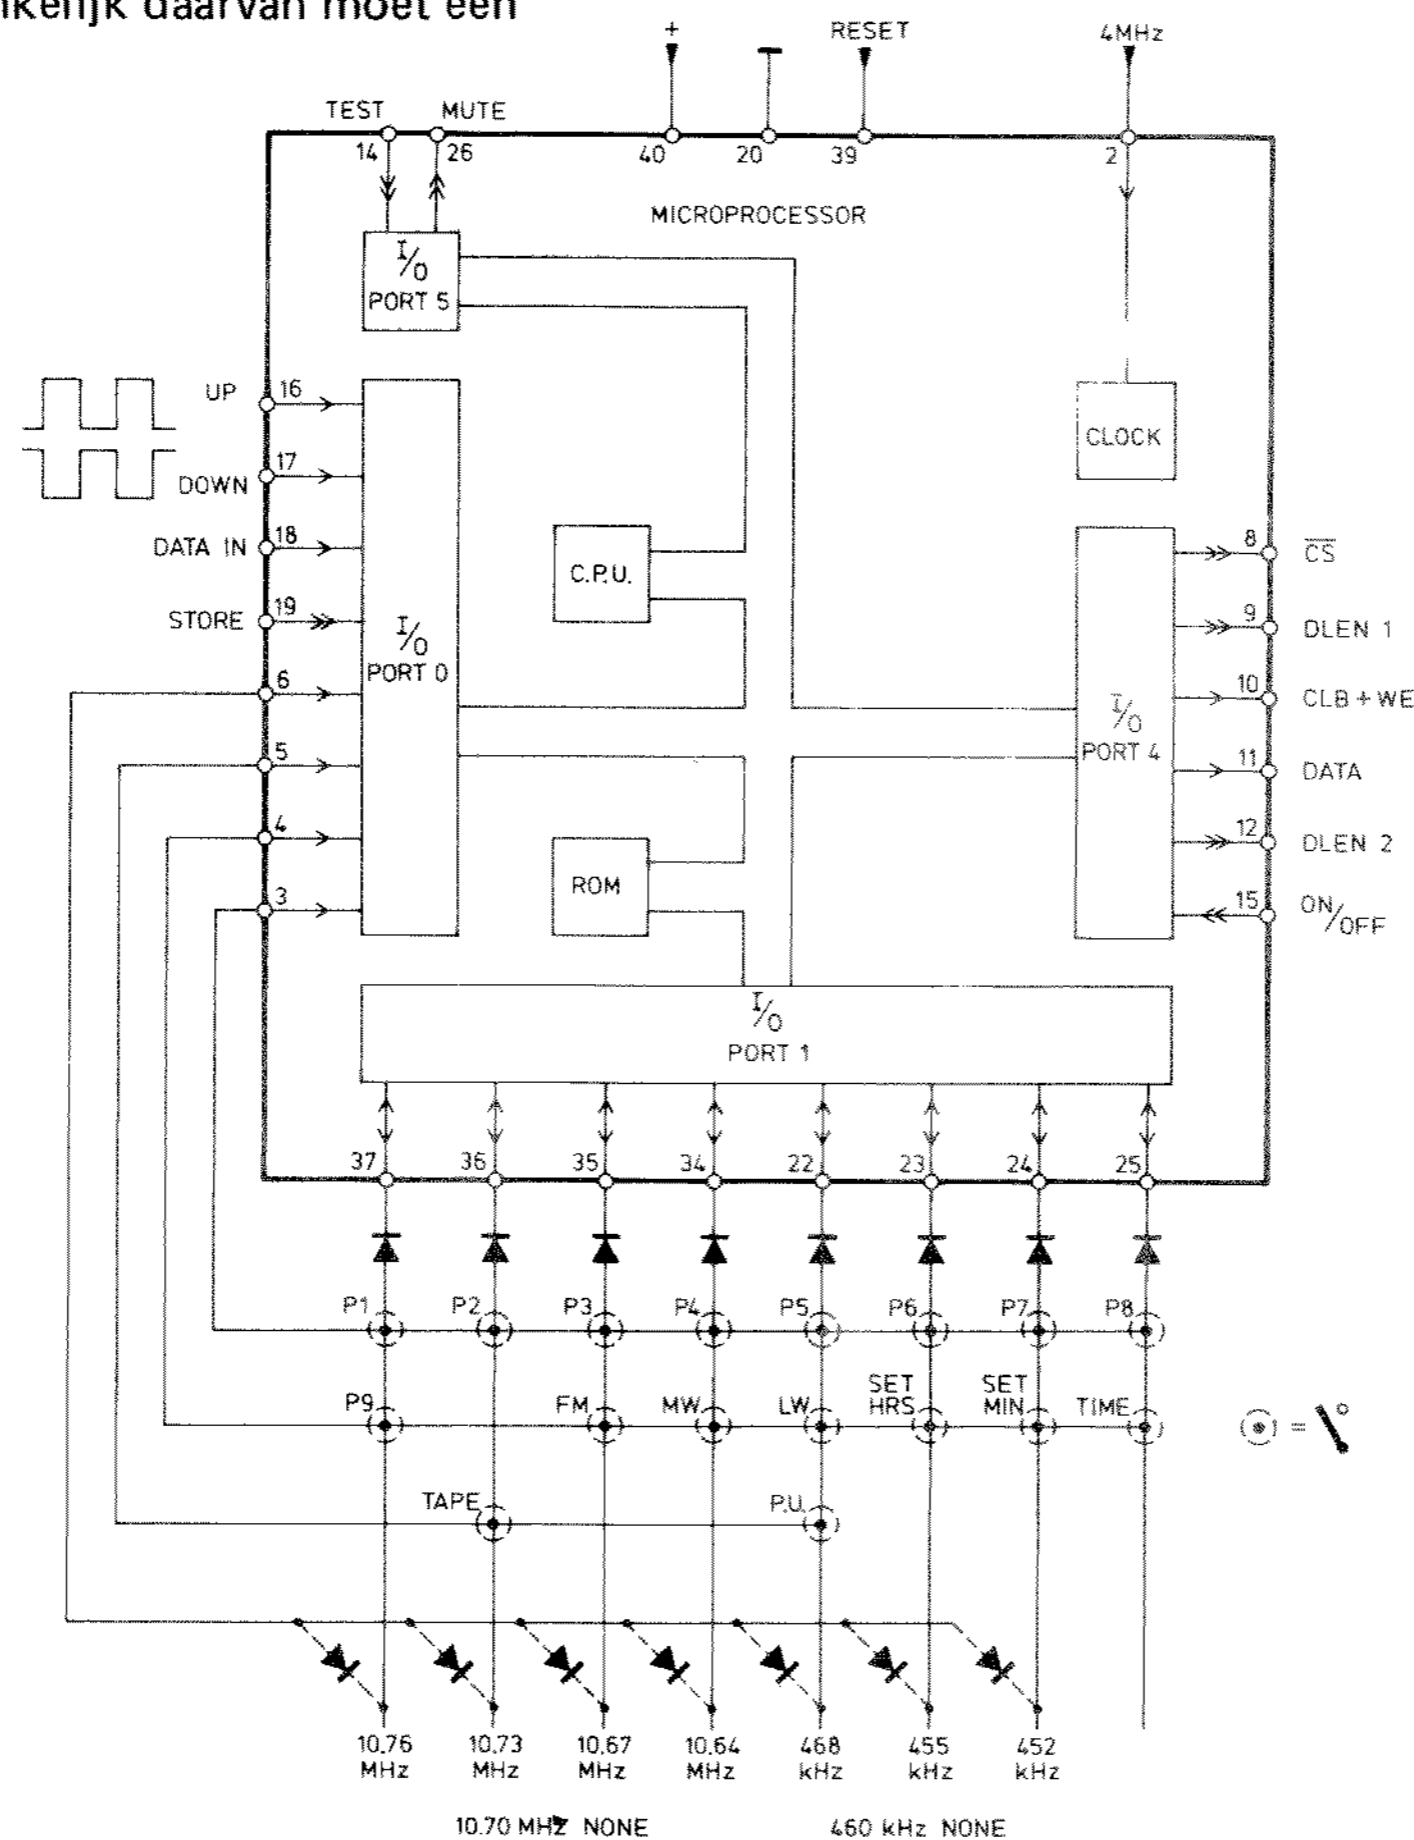 daarvan moet een
+
RESET
4MHz
TEST
MUTE
14
26
40
20
39
2
MICROPROCESSOR
I/O
PORT 5
UP
16
CLOCK
17
DOWN
DATA IN
18
C.P.U.
8
CS
STORE
19
I/O
PORT 0
9
DLEN 1
6
10
CLB + WE
I/O
PORT 4
5
11
DATA
4
12
DLEN 2
ROM
3
15
ON/OFF
I/O
PORT 1
37
36
35
34
22
23
24
25
P1
P2
P3
P4
P5
P6
P7
P8
P9
FM
MW
LW
SET
HRS
SET
MIN
TIME
=
TAPE
P.U.
10.76
MHz
10.73
MHz
10.67
MHz
10.64
MHz
468
kHz
455
kHz
452
kHz
10.70 MHz NONE
460 kHz NONE